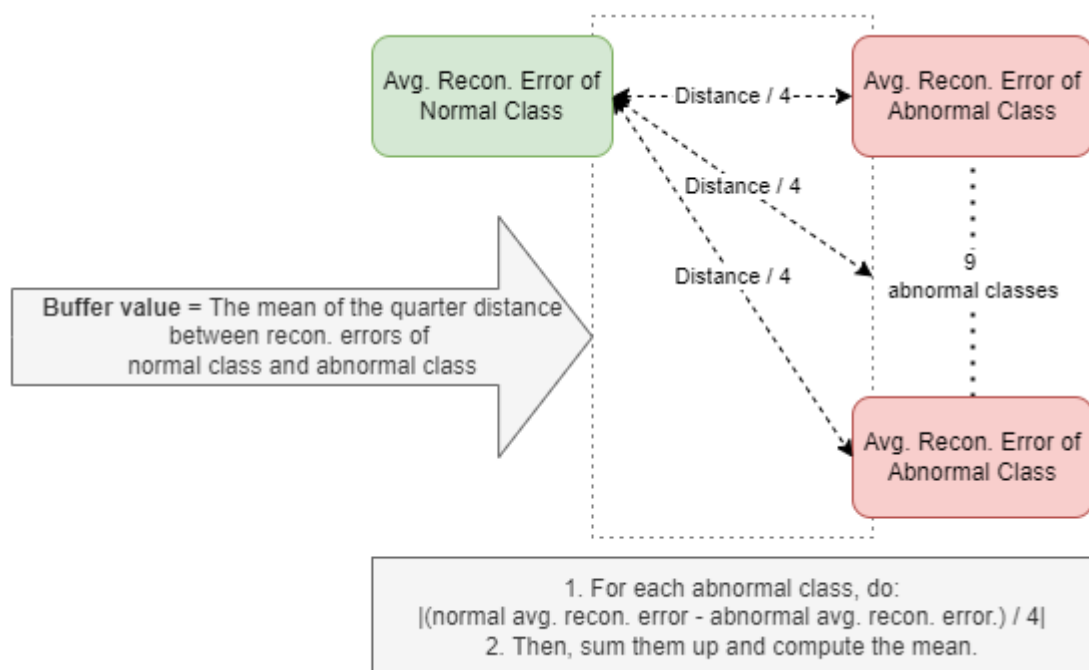 Avg. Recon. Error of
Normal Class
Distance / 4
Avg. Recon. Error of
Abnormal Class
Distance / 4
Distance / 4
9
abnormal classes
Buffer value = The mean of the quarter distance
between recon. errors of
normal class and abnormal class
Avg. Recon. Error of
Abnormal Class
1. For each abnormal class, do:
|(normal avg. recon. error - abnormal avg. recon. error.) / 4|
2. Then, sum them up and compute the mean.